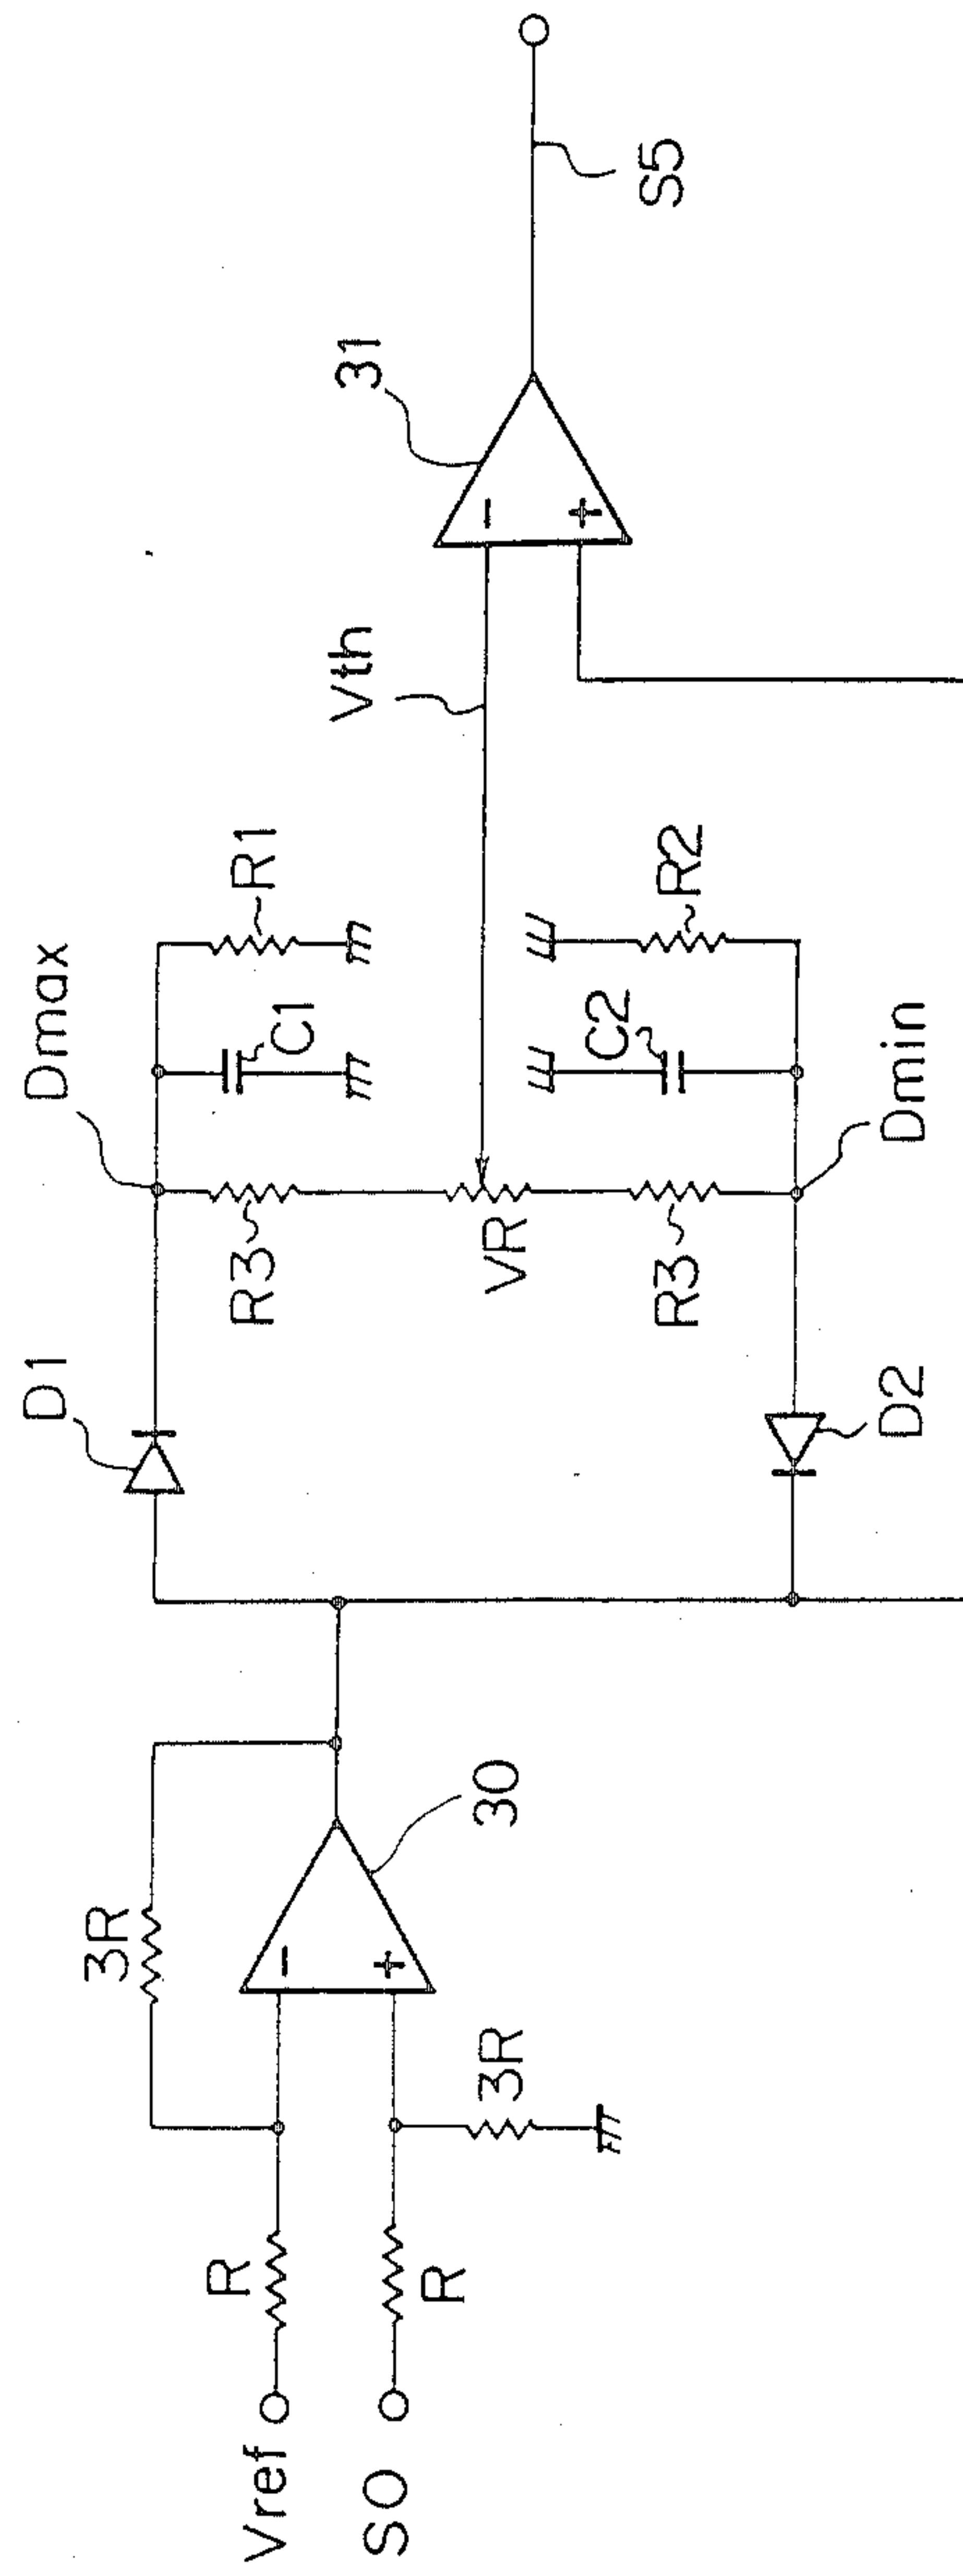 Vref
SO
R
R
3R
3R
30
D1
D2
Dmax
R3
VR
R3
Dmin
C1
C2
R1
R2
Vth
31
S5
-
+
-
+